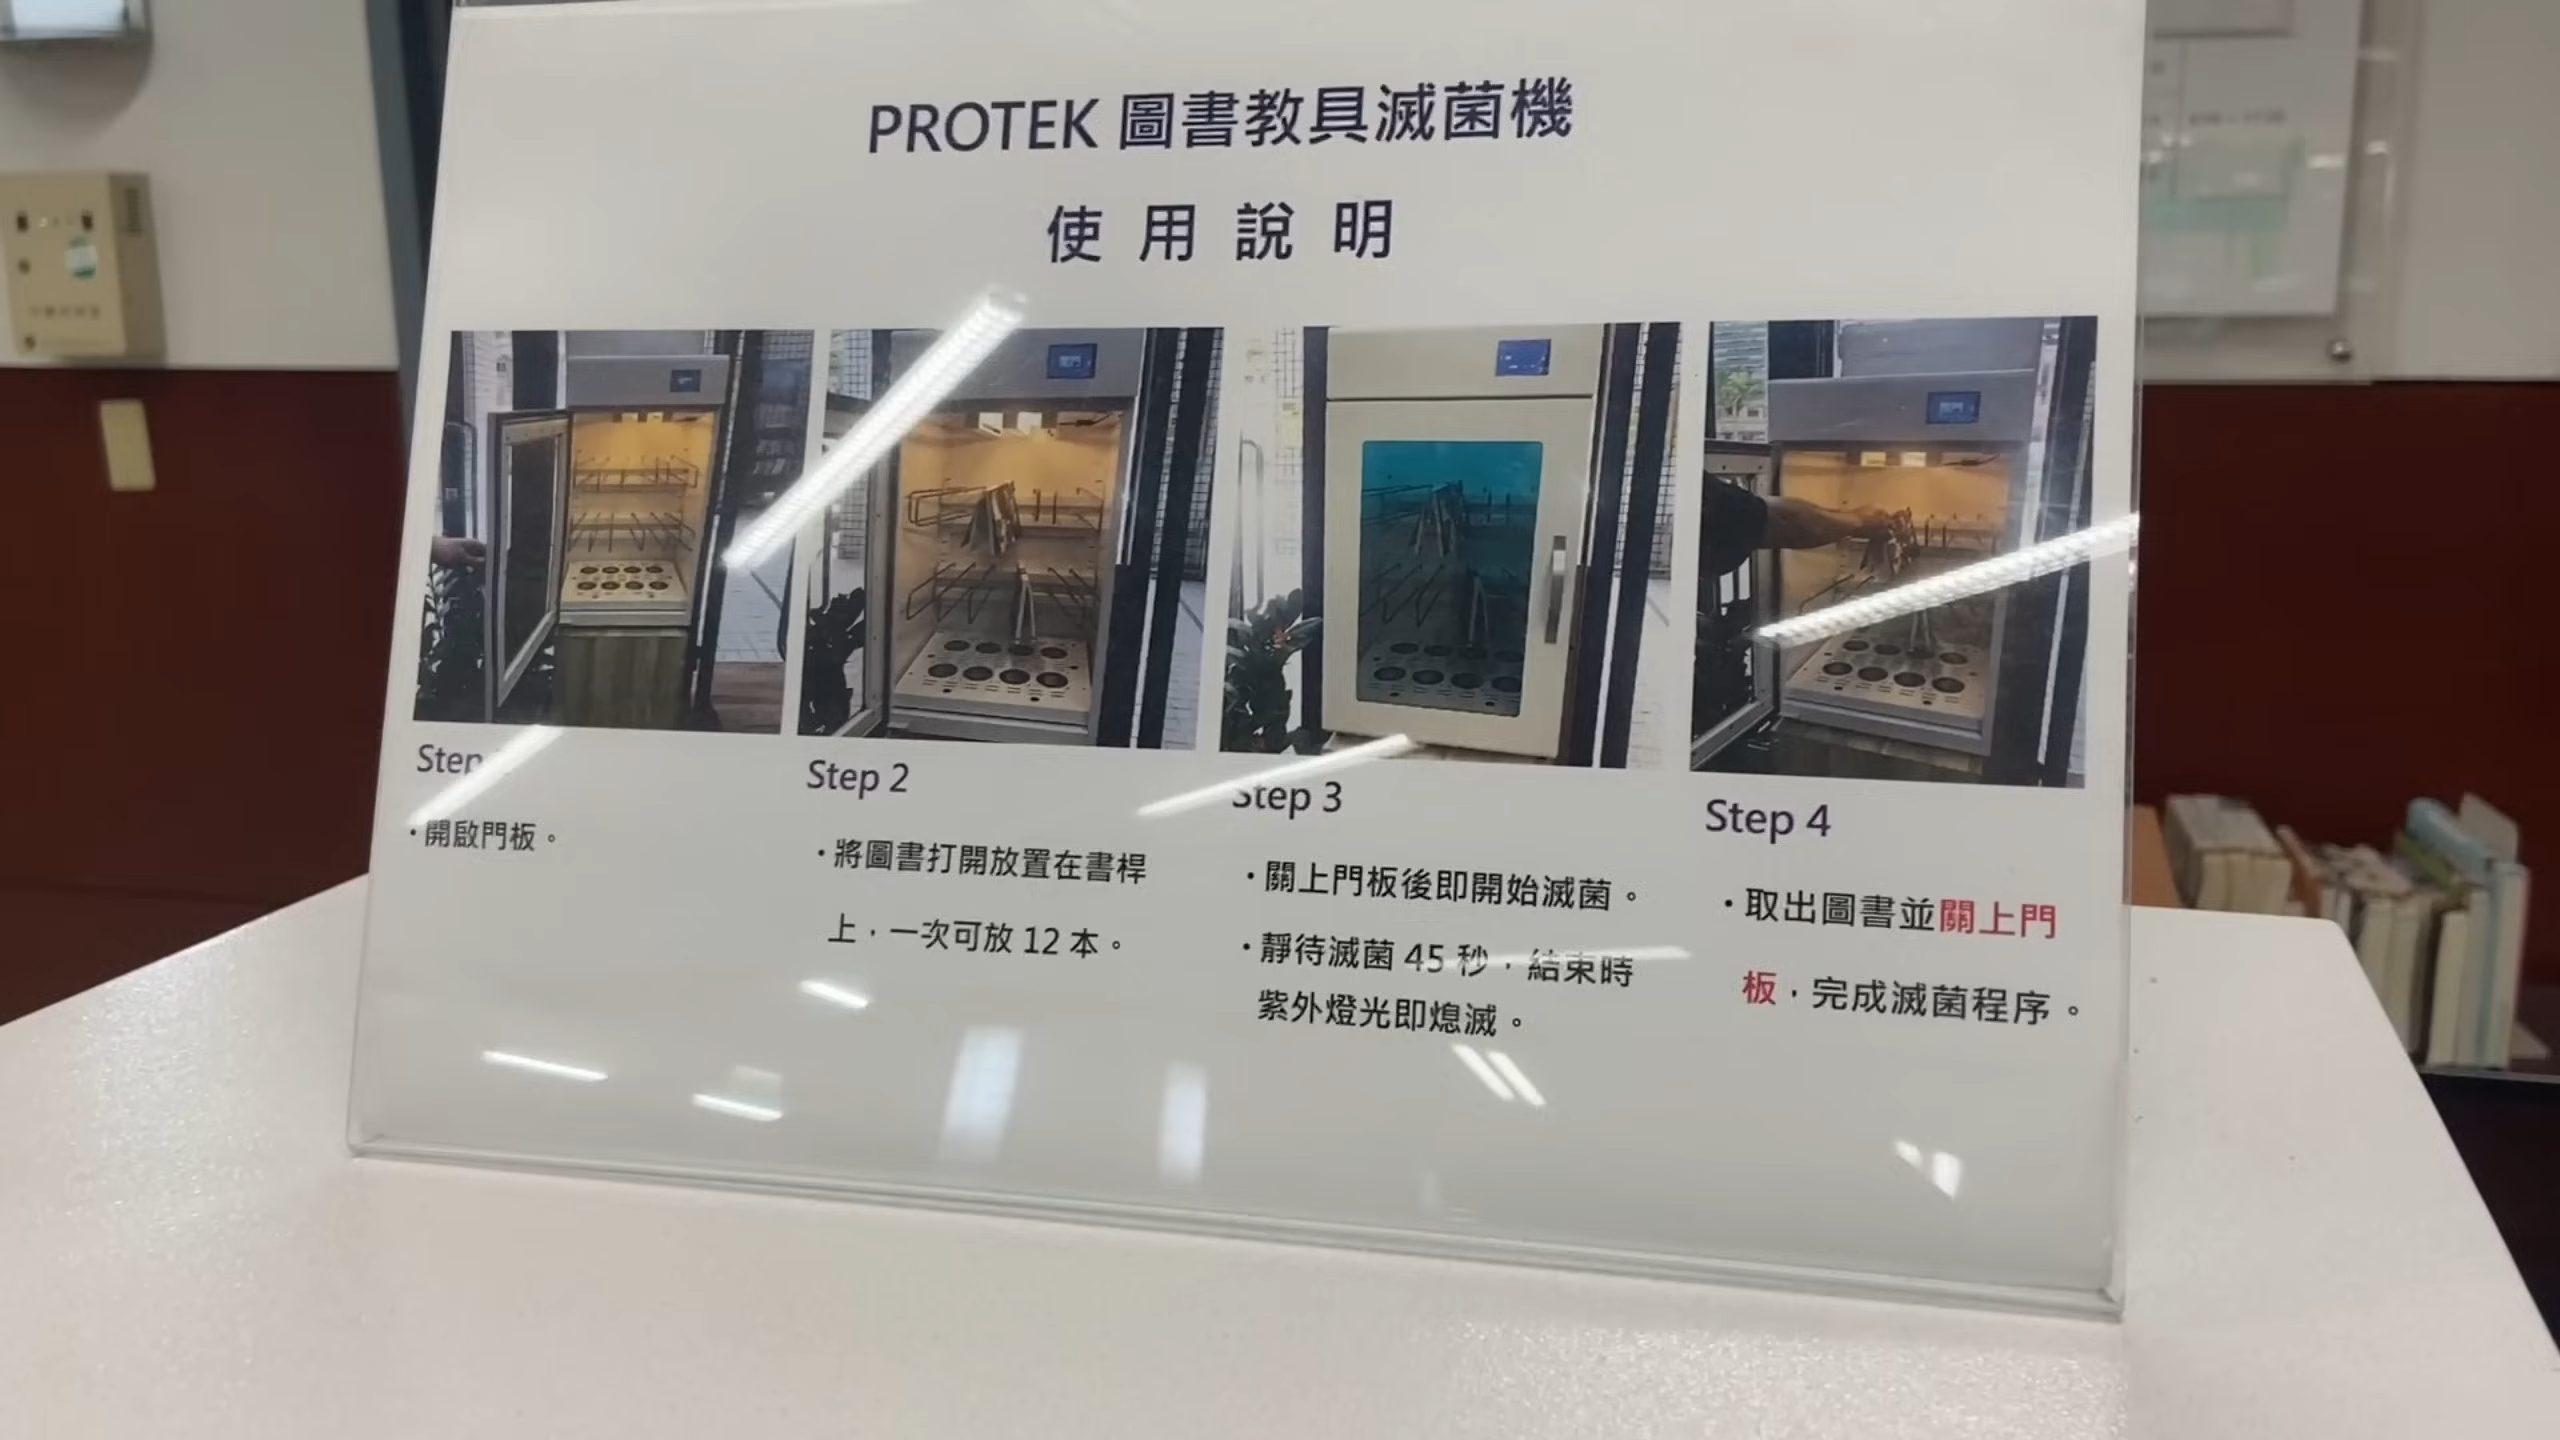 PROTEK 圖書教具滅菌機
使用說明
Step
・開啟門板。
Step 2
・將圖書打開放置在書桿
上，一次可放 12 本。
Step 3
・關上門板後即開始滅菌。
・靜待滅菌 45 秒，結束時
紫外燈光即熄滅。
Step 4
・取出圖書並關上門
板，完成滅菌程序。